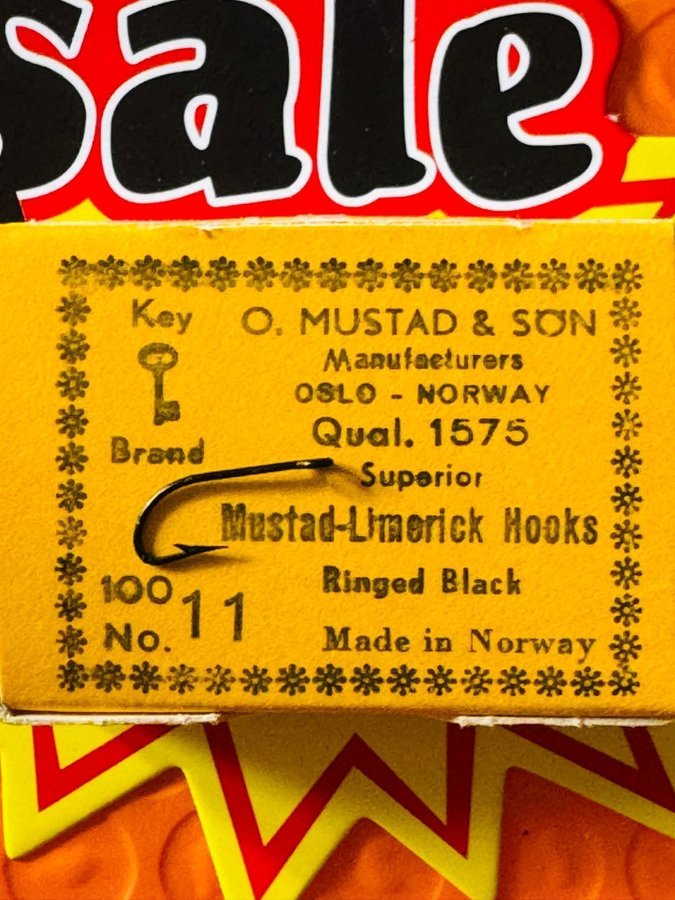 sale
Key
O. MUSTAD & SÖN
Manufacturers
OSLO - NORWAY
Qual. 1575
Brand
Superior
Mustad-Limerick Hooks
100
Ringed Black
No. 11
Made in Norway